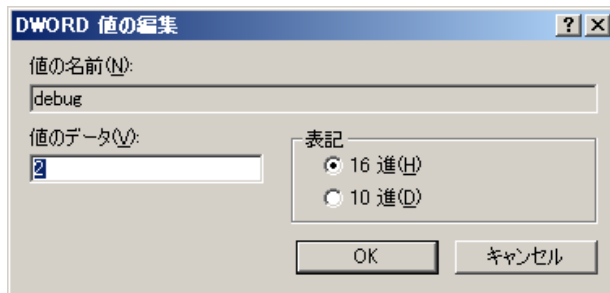 DWORD 値の編集
値の名前(N):
debug
値のデータ(V):
2
表記
16 進(H)
10 進(D)
OK
キャンセル